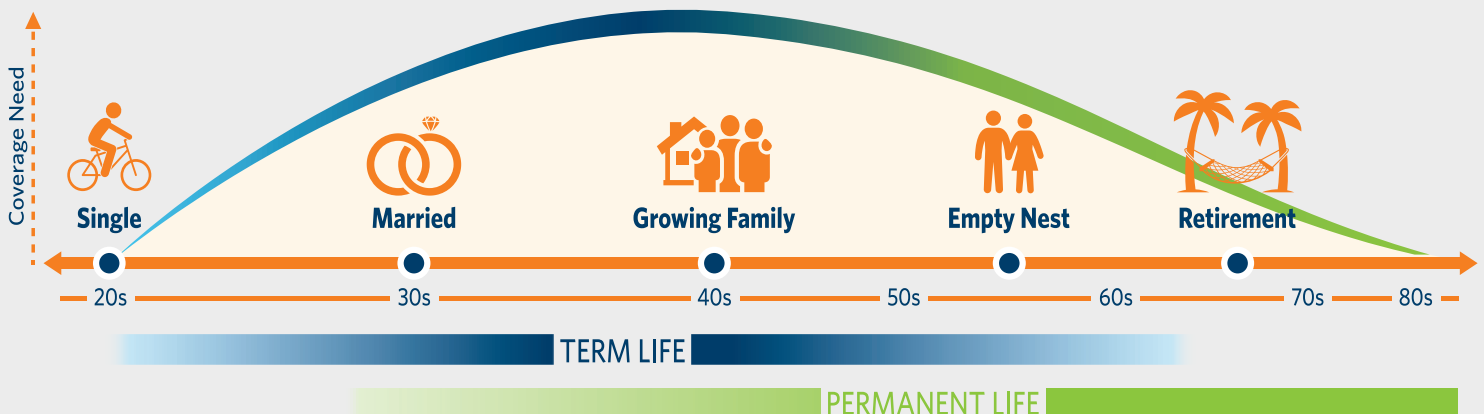 Coverage Need
Single
Married
Growing Family
Empty Nest
Retirement
20s
30s
40s
50s
60s
70s
80s
TERM LIFE
PERMANENT LIFE